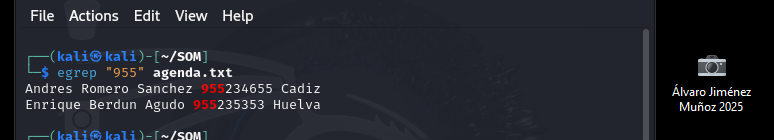 File Actions Edit View Help
┌──(kali㉿kali)-[~/SOM]
└─$ egrep "955" agenda.txt
Andres Romero Sanchez 955234655 Cadiz
Enrique Berdun Agudo 955235353 Huelva
┌──(kali㉿kali)-[~/SOM]
Álvaro Jiménez
Muñoz 2025